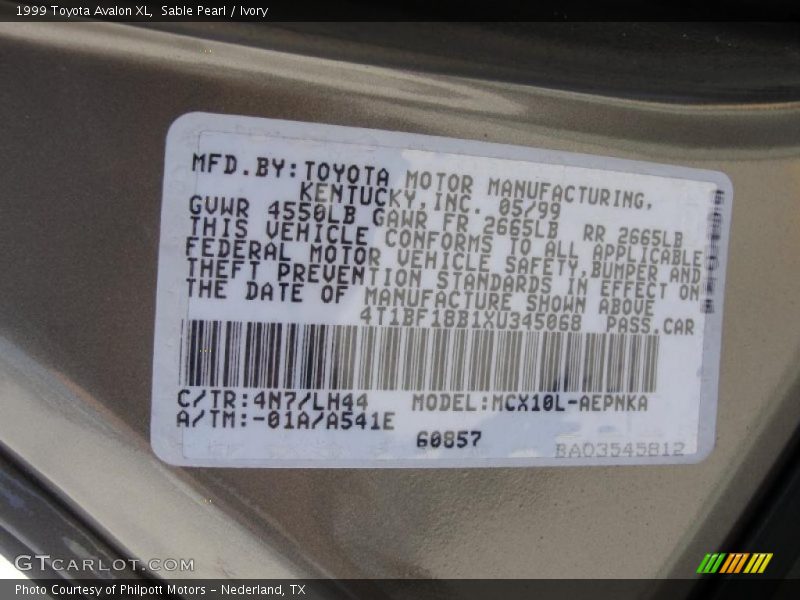 1999 Toyota Avalon XL, Sable Pearl / Ivory
MFD.BY:TOYOTA MOTOR MANUFACTURING,
KENTUCKY,INC. 05/99
GVWR 4550LB GAWR FR 2665LB RR 2665LB
THIS VEHICLE CONFORMS TO ALL APPLICABLE
FEDERAL MOTOR VEHICLE SAFETY,BUMPER AND
THEFT PREVENTION STANDARDS IN EFFECT ON
THE DATE OF MANUFACTURE SHOWN ABOVE
4T1BF18B1XU345068 PASS.CAR
C/TR:4N7/LH44 MODEL:MCX10L-AEPNKA
A/TM:-01A/A541E
60857
BAO3545812
GTCARLOT.COM
Photo Courtesy of Philpott Motors - Nederland, TX